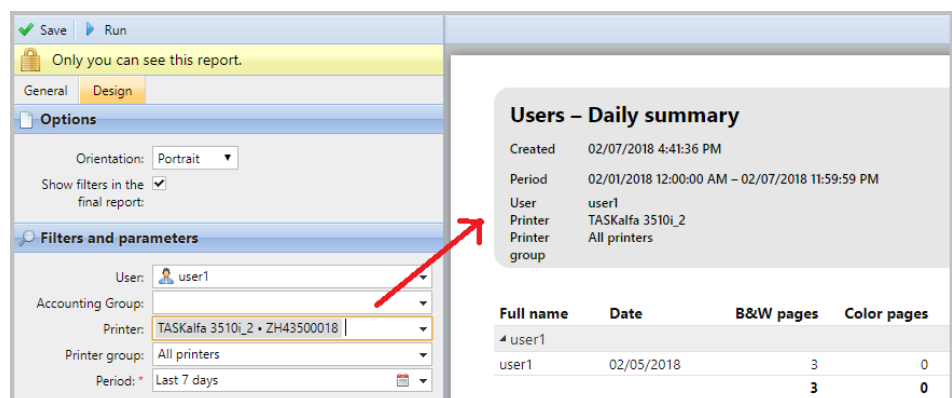 Save Run
Only you can see this report.
General Design
Options
Orientation: Portrait
Show filters in the
final report:
Filters and parameters
User: user1
Accounting Group:
Printer: TASKalfa 3510i_2 • ZH43500018
Printer group: All printers
Period: * Last 7 days
Users – Daily summary
Created 02/07/2018 4:41:36 PM
Period 02/01/2018 12:00:00 AM – 02/07/2018 11:59:59 PM
User user1
Printer TASKalfa 3510i_2
Printer All printers
group
Full name Date B&W pages Color pages
user1
user1 02/05/2018 3 0
3 0